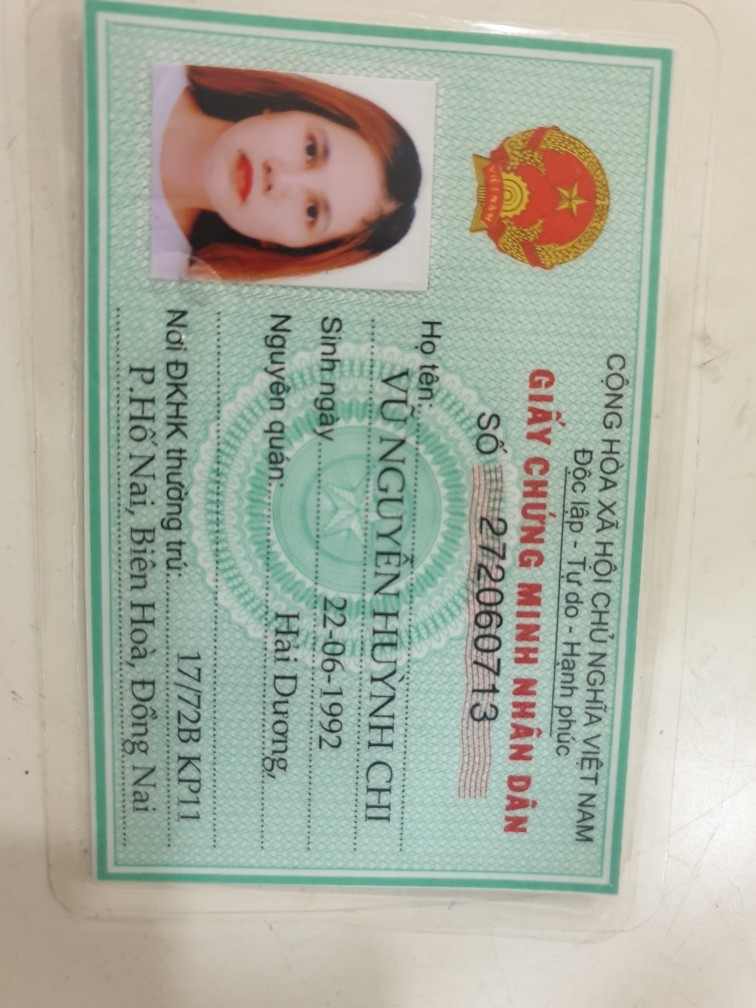 CỘNG HÒA XÃ HỘI CHỦ NGHĨA VIỆT NAM
Độc lập - Tự do - Hạnh phúc
GIẤY CHỨNG MINH NHÂN DÂN
SỐ 272060713
Họ tên:
VŨ NGUYỄN HUỲNH CHI
Sinh ngày 22-06-1992
Nguyên quán: Hải Dương,
Nơi ĐKHK thường trú: 17/72B KP11
P.Hố Nai, Biên Hoà, Đồng Nai
VIỆT NAM